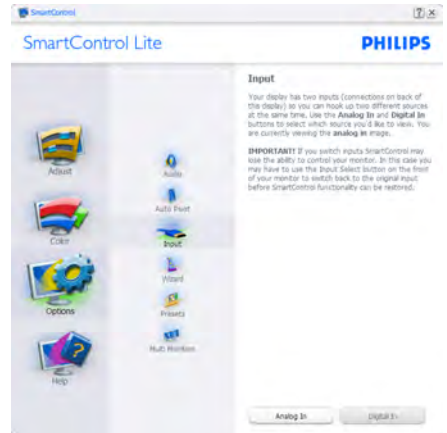 SmartControl
SmartControl Lite
PHILIPS
Adjust
Color
Options
Help
Audio
Auto Pivot
Input
Wizard
Presets
Multi Monitors
Input
Your display has two inputs (connections on back of
this display) so you can hook up two different sources
at the same time. Use the Analog In and Digital In
buttons to select which source you'd like to view. You
are currently viewing the analog in image.
IMPORTANT! If you switch inputs SmartControl may
lose the ability to control your monitor. In this case you
may have to use the Input Select button on the front
of your monitor to switch back to the original input
before SmartControl functionality can be restored.
Analog In
Digital In